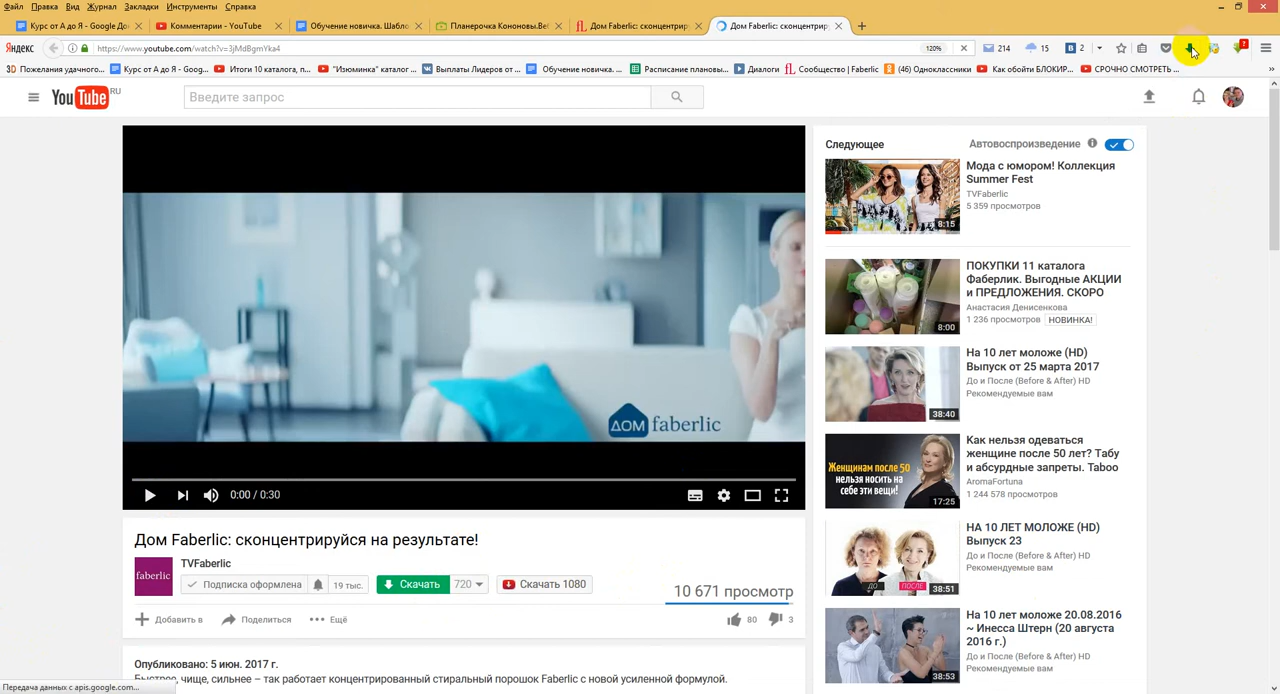 Файл Правка Вид Журнал Закладки Инструменты Справка
Курс от А до Я - Google До
Комментарии - YouTube
Обучение новичка. Шабло
Планерочка Кононовы.Веб
Дом Faberlic: сконцентрир
Дом Faberlic: сконцентрир
Яндекс
https://www.youtube.com/watch?v=3jMdBgmYka4
120%
214
15
2
7
Пожелания удачного...
Курс от А до Я - Goog...
Итоги 10 каталога, п...
"Изюминка" каталог ...
Выплаты Лидеров от ...
Обучение новичка. ...
Расписание плановы...
Диалоги
Сообщество | Faberlic
(46) Одноклассники
Как обойти БЛОКИР...
СРОЧНО СМОТРЕТЬ ...
YouTube RU
Введите запрос
ДОМ faberlic
0:00 / 0:30
Дом Faberlic: сконцентрируйся на результате!
faberlic
TVFaberlic
Подписка оформлена
19 тыс.
Скачать
720
Скачать 1080
10 671 просмотр
Добавить в
Поделиться
Ещё
80
3
Опубликовано: 5 июн. 2017 г.
Быстрее, чище, сильнее – так работает концентрированный стиральный порошок Faberlic с новой усиленной формулой.
Следующее
Автовоспроизведение
Мода с юмором! Коллекция
Summer Fest
TVFaberlic
5 359 просмотров
8:15
ПОКУПКИ 11 каталога
Фаберлик. Выгодные АКЦИИ
и ПРЕДЛОЖЕНИЯ. СКОРО
Анастасия Денисенкова
1 236 просмотров
НОВИНКА!
8:00
На 10 лет моложе (HD)
Выпуск от 25 марта 2017
До и После (Before & After) HD
Рекомендуемые вам
38:40
Как нельзя одеваться
женщине после 50 лет? Табу
и абсурдные запреты. Taboo
AromaFortuna
1 244 578 просмотров
Женщинам после 50
нельзя носить на
себе эти вещи!
17:25
НА 10 ЛЕТ МОЛОЖЕ (HD)
Выпуск 23
До и После (Before & After) HD
Рекомендуемые вам
ДО
ПОСЛЕ
38:51
На 10 лет моложе 20.08.2016
~ Инесса Штерн (20 августа
2016 г.)
До и После (Before & After) HD
Рекомендуемые вам
38:53
Передача данных с apis.google.com...